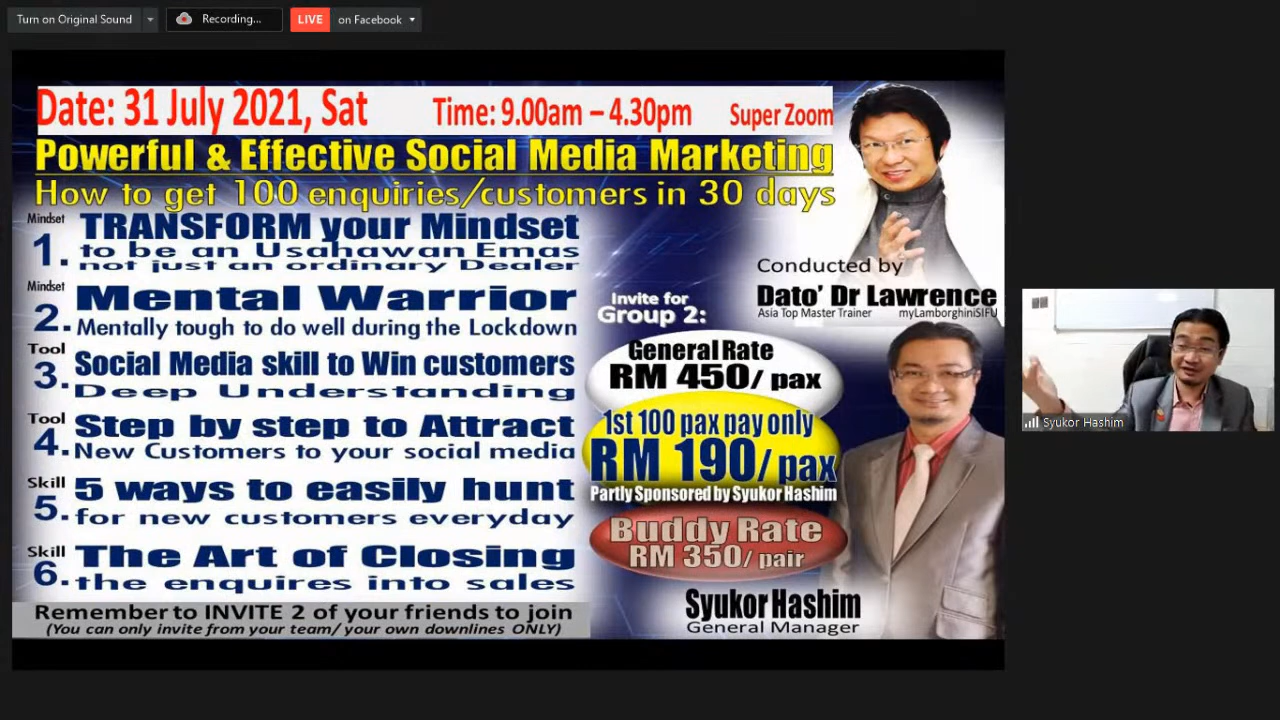 Turn on Original Sound
Recording...
LIVE on Facebook
Date: 31 July 2021, Sat Time: 9.00am – 4.30pm Super Zoom
Powerful & Effective Social Media Marketing
How to get 100 enquiries/customers in 30 days
Mindset
1. TRANSFORM your Mindset
to be an Usahawan Emas
not just an ordinary Dealer
Mindset
2. Mental Warrior
Mentally tough to do well during the Lockdown
Tool
3. Social Media skill to Win customers
Deep Understanding
Tool
4. Step by step to Attract
New Customers to your social media
Skill
5. 5 ways to easily hunt
for new customers everyday
Skill
6. The Art of Closing
the enquires into sales
Remember to INVITE 2 of your friends to join
(You can only invite from your team/ your own downlines ONLY)
Conducted by
Dato' Dr Lawrence
Asia Top Master Trainer myLamborghiniSIFU
Invite for
Group 2:
General Rate
RM 450/ pax
1st 100 pax pay only
RM 190/ pax
Partly Sponsored by Syukor Hashim
Buddy Rate
RM 350/ pair
Syukor Hashim
General Manager
Syukor Hashim